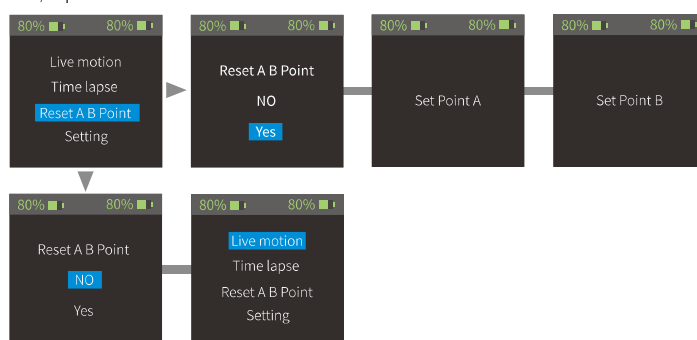 80% 80%
Live motion
Time lapse
Reset A B Point
Setting
80% 80%
Reset A B Point
NO
Yes
80% 80%
Set Point A
80% 80%
Set Point B
80% 80%
Reset A B Point
NO
Yes
80% 80%
Live motion
Time lapse
Reset A B Point
Setting